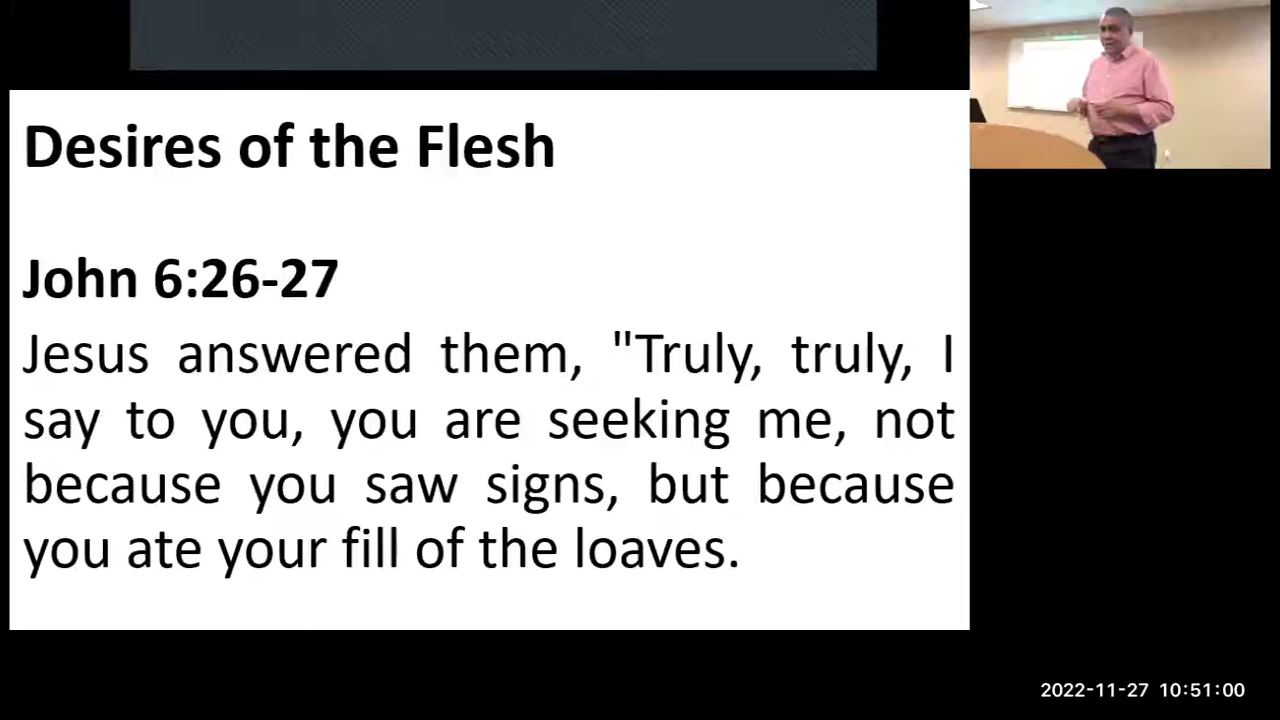 Desires of the Flesh
John 6:26-27
Jesus answered them, "Truly, truly, I
say to you, you are seeking me, not
because you saw signs, but because
you ate your fill of the loaves.
2022-11-27 10:51:00